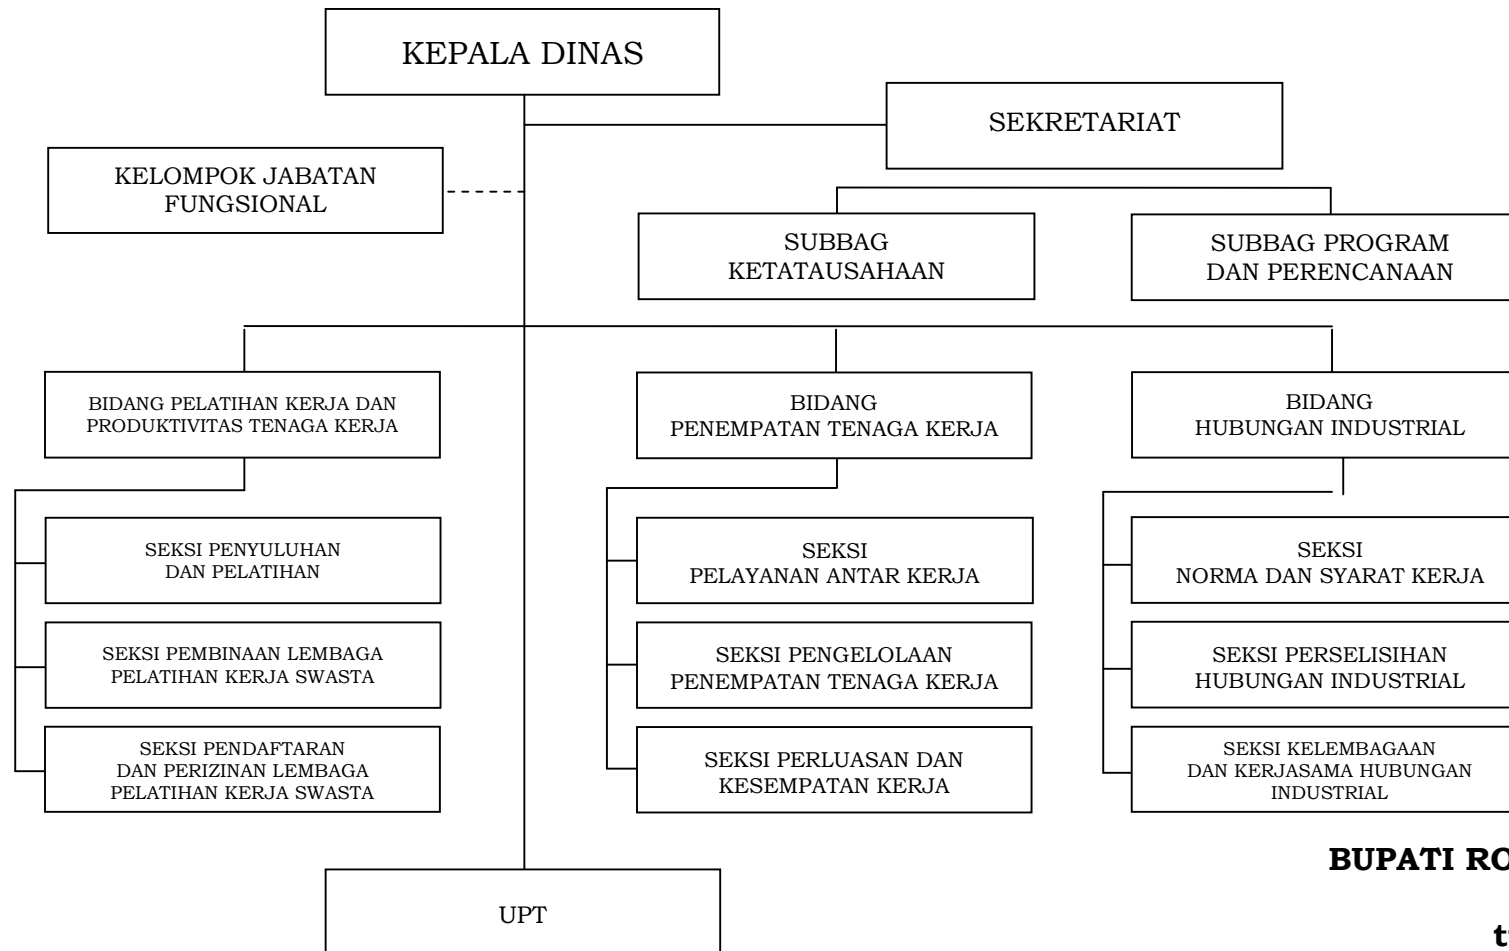 KEPALA DINAS
SEKRETARIAT
KELOMPOK JABATAN
FUNGSIONAL
SUBBAG
KETATAUSAHAAN
SUBBAG PROGRAM
DAN PERENCANAAN
BIDANG PELATIHAN KERJA DAN
PRODUKTIVITAS TENAGA KERJA
BIDANG
PENEMPATAN TENAGA KERJA
BIDANG
HUBUNGAN INDUSTRIAL
SEKSI PENYULUHAN
DAN PELATIHAN
SEKSI
PELAYANAN ANTAR KERJA
SEKSI
NORMA DAN SYARAT KERJA
SEKSI PEMBINAAN LEMBAGA
PELATIHAN KERJA SWASTA
SEKSI PENGELOLAAN
PENEMPATAN TENAGA KERJA
SEKSI PERSELISIHAN
HUBUNGAN INDUSTRIAL
SEKSI PENDAFTARAN
DAN PERIZINAN LEMBAGA
PELATIHAN KERJA SWASTA
SEKSI PERLUASAN DAN
KESEMPATAN KERJA
SEKSI KELEMBAGAAN
DAN KERJASAMA HUBUNGAN
INDUSTRIAL
BUPATI
UPT